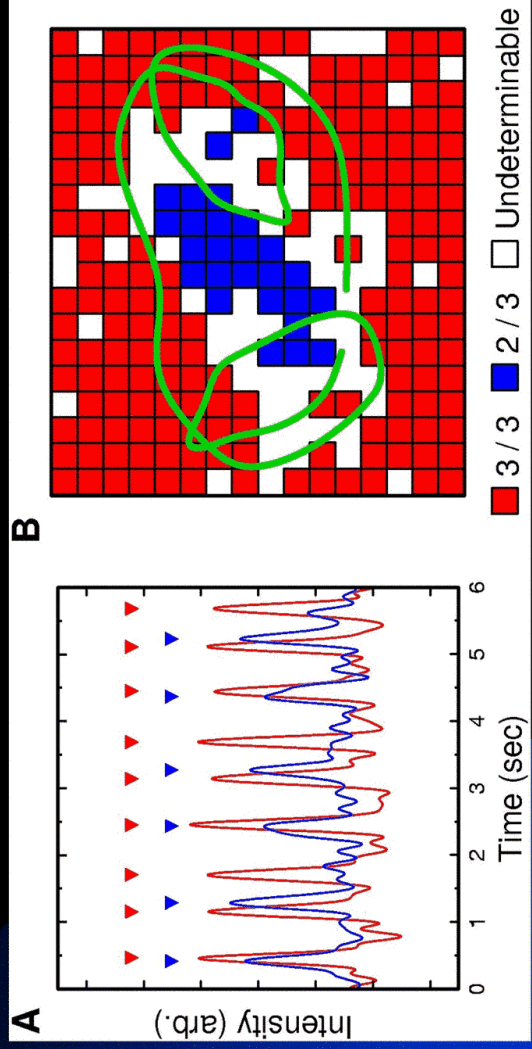 A
Intensity (arb.)
0 1 2 3 4 5 6
Time (sec)
B
3 / 3 2 / 3 Undeterminable